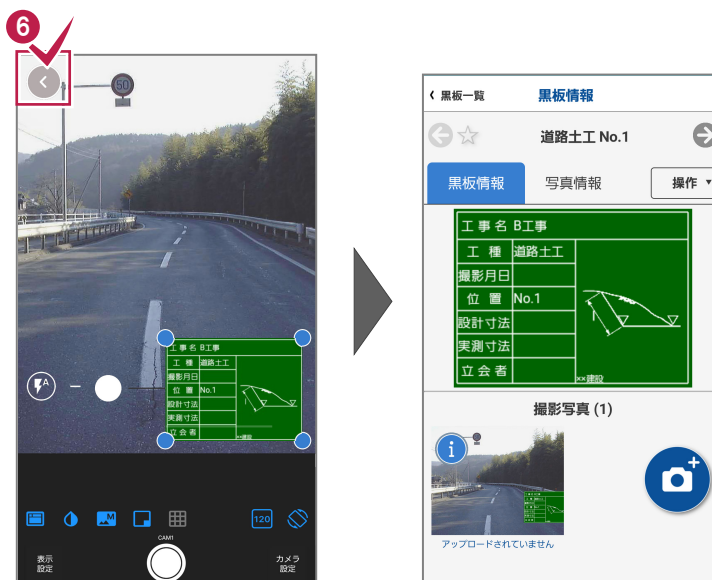 6
50
工事名 B工事
工種 道路土工
撮影月日
位置 No.1
設計寸法
実測寸法
立会者
××建設
A
M
120
CAM1
表示
設定
カメラ
設定
黒板一覧 黒板情報
道路土工 No.1
黒板情報 写真情報 操作 ▼
工事名 B工事
工種 道路土工
撮影月日
位置 No.1
設計寸法
実測寸法
立会者
××建設
撮影写真 (1)
i
アップロードされていません